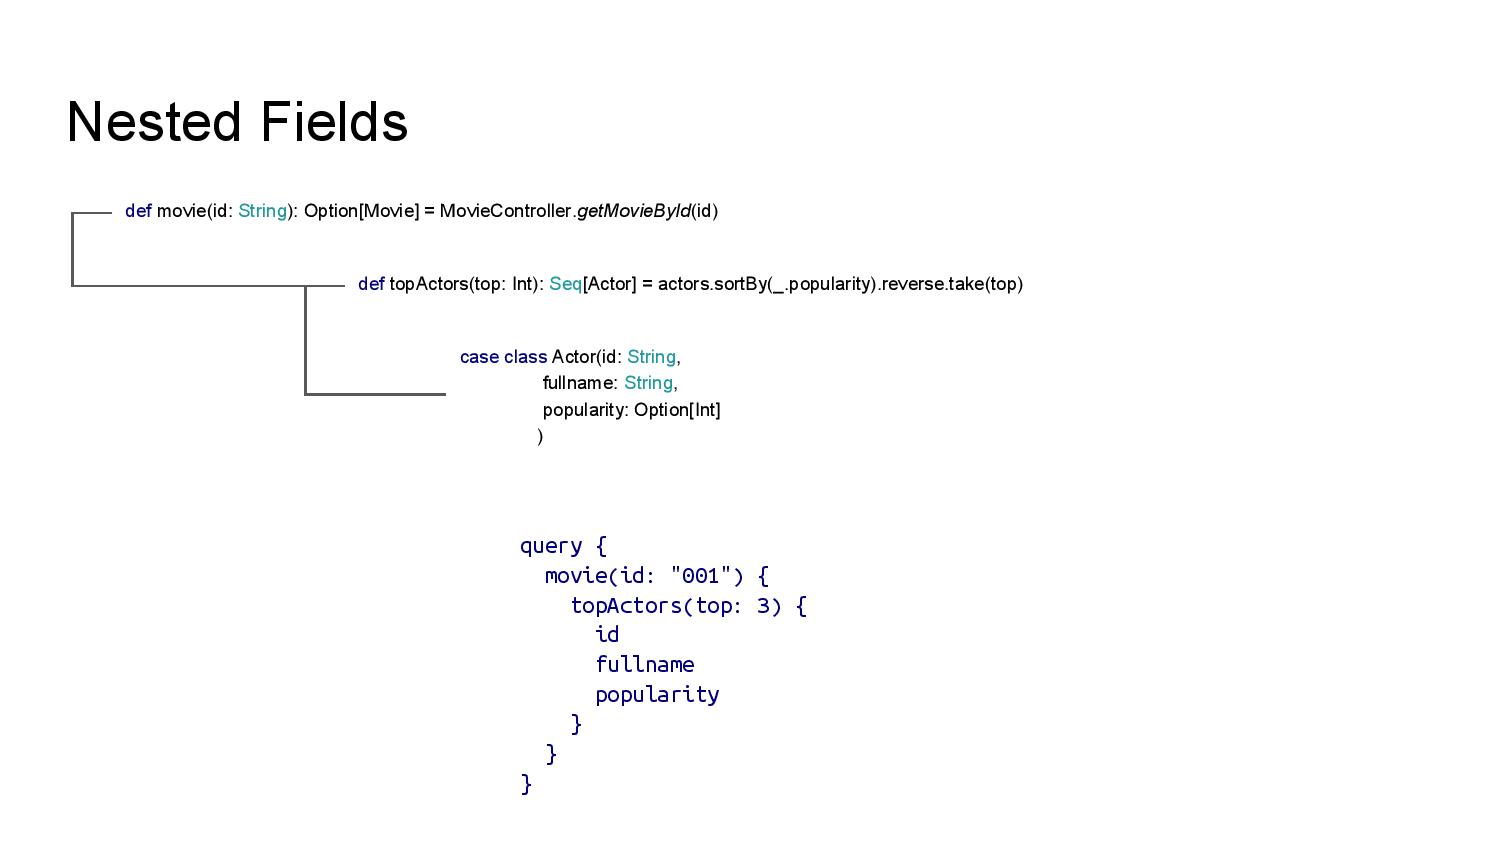 Nested Fields
def movie(id: String): Option[Movie] = MovieController.getMovieById(id)
def topActors(top: Int): Seq[Actor] = actors.sortBy(_.popularity).reverse.take(top)
case class Actor(id: String,
fullname: String,
popularity: Option[Int]
)
query {
  movie(id: "001") {
    topActors(top: 3) {
      id
      fullname
      popularity
    }
  }
}